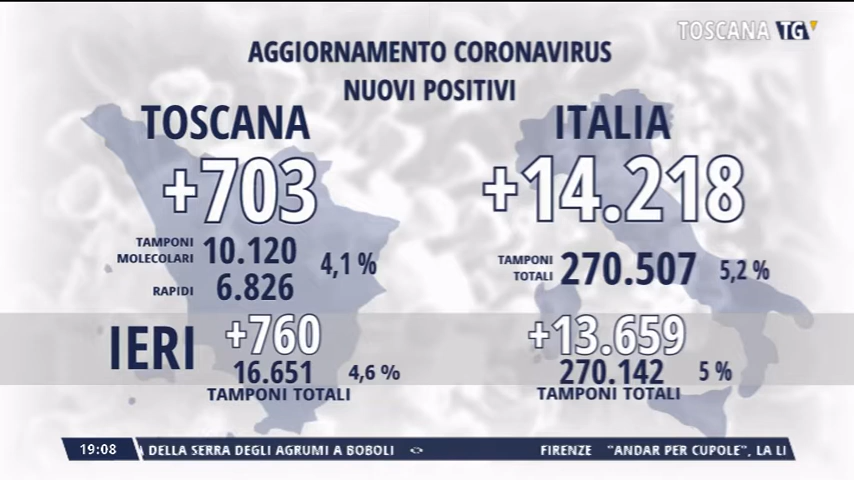 TOSCANA TG
AGGIORNAMENTO CORONAVIRUS
NUOVI POSITIVI
TOSCANA
+703
TAMPONI
MOLECOLARI 10.120
RAPIDI 6.826
4,1 %
ITALIA
+14.218
TAMPONI
TOTALI 270.507 5,2 %
IERI
+760
16.651 4,6 %
TAMPONI TOTALI
+13.659
270.142 5 %
TAMPONI TOTALI
19:08 DELLA SERRA DEGLI AGRUMI A BOBOLI <> FIRENZE "ANDAR PER CUPOLE", LA LI